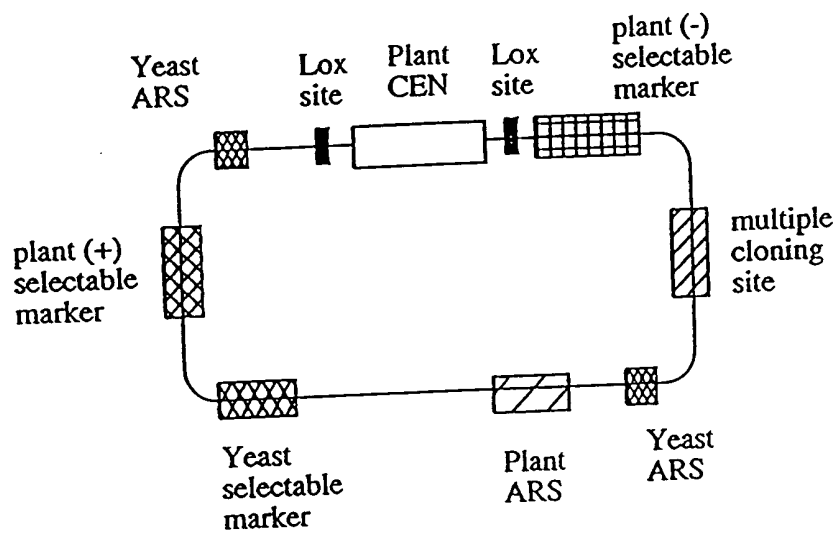 Yeast
ARS
Lox
site
Plant
CEN
Lox
site
plant (-)
selectable
marker
plant (+)
selectable
marker
multiple
cloning
site
Yeast
selectable
marker
Plant
ARS
Yeast
ARS